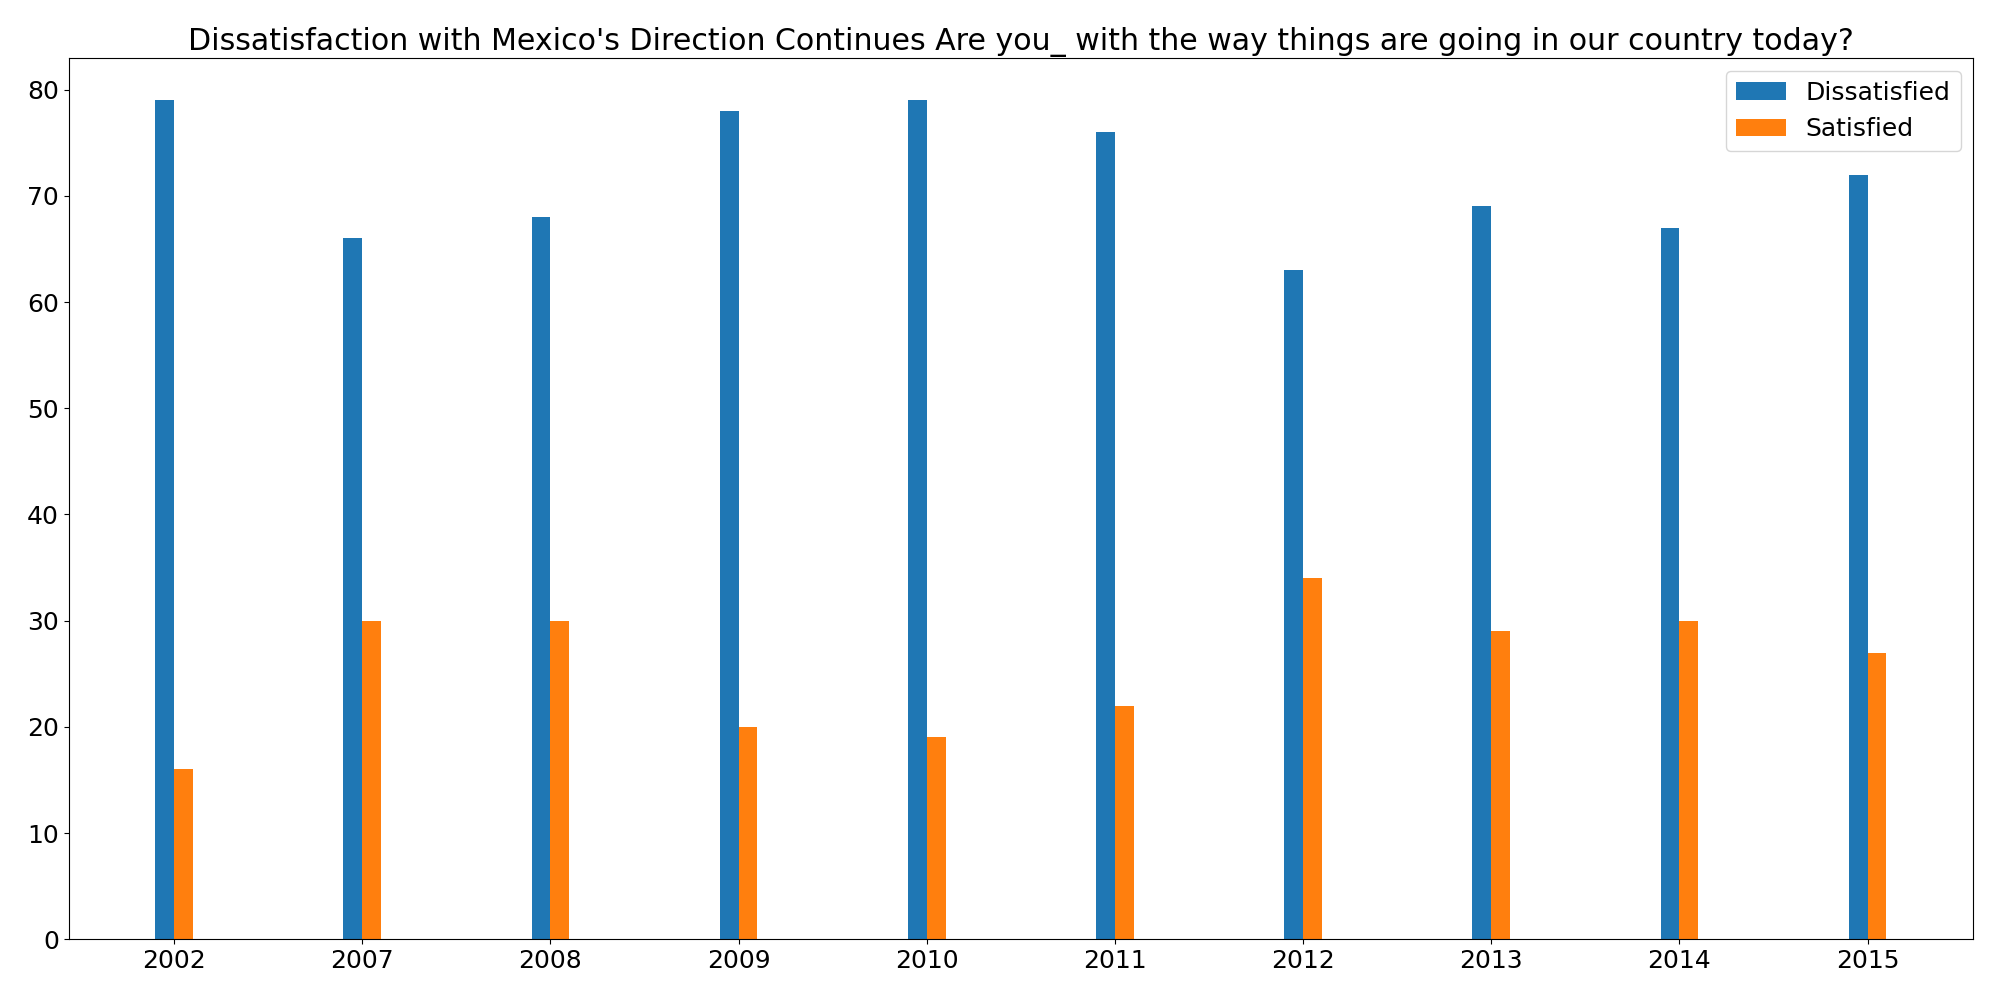 Dissatisfaction with Mexico's Direction Continues Are you_ with the way things are going in our country today?
Dissatisfied
Satisfied
80
70
60
50
40
30
20
10
0
2002 2007 2008 2009 2010 2011 2012 2013 2014 2015